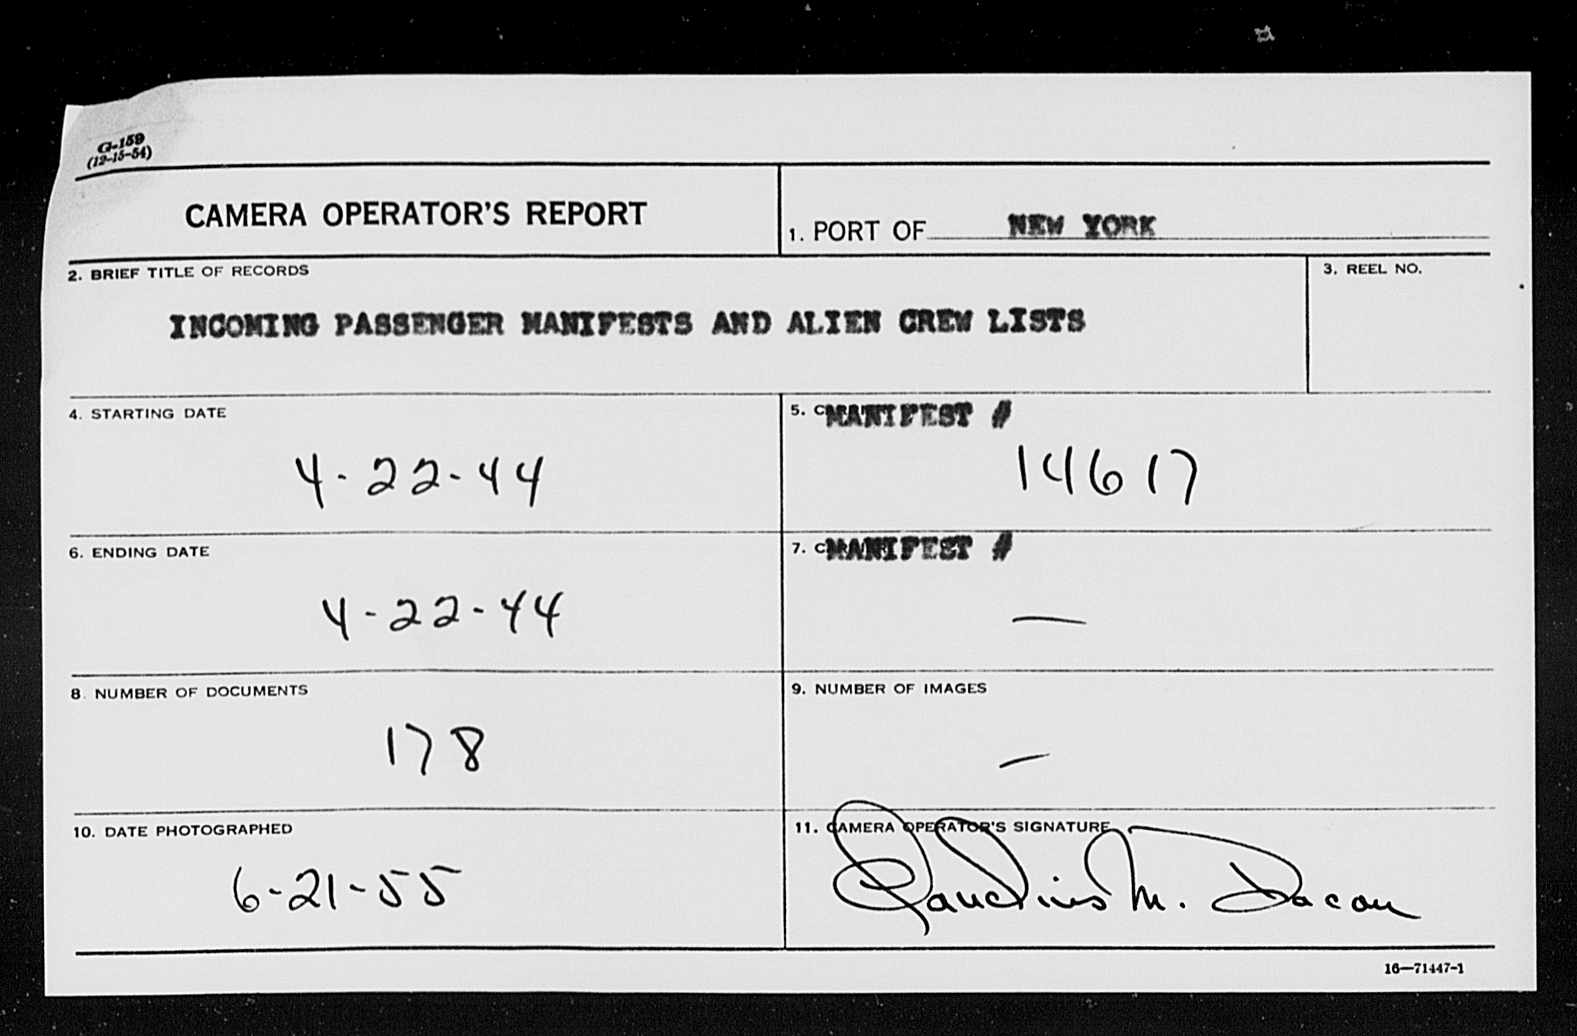 G-159
(12-15-54)
CAMERA OPERATOR'S REPORT
1. PORT OF NEW YORK
2. BRIEF TITLE OF RECORDS
3. REEL NO.
INCOMING PASSENGER MANIFESTS AND ALIEN CREW LISTS
4. STARTING DATE
5. MANIFEST #
4-22-44
14617
6. ENDING DATE
7. MANIFEST #
4-22-44
—
8. NUMBER OF DOCUMENTS
9. NUMBER OF IMAGES
178
—
10. DATE PHOTOGRAPHED
11. CAMERA OPERATOR'S SIGNATURE
6-21-55
Claudius M. Dacon
16—71447-1